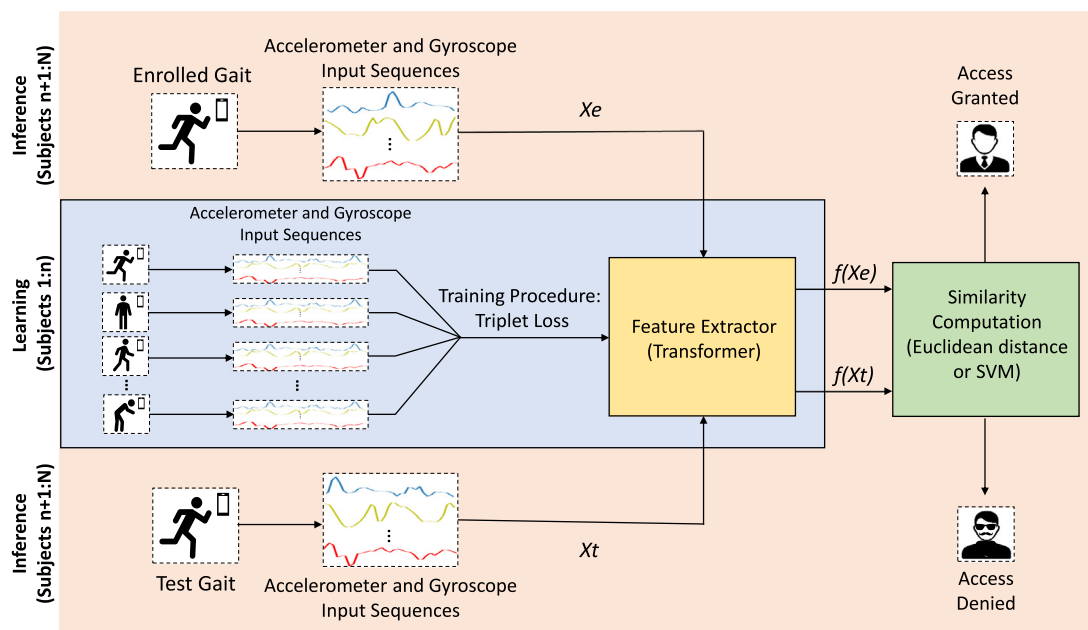 Inference
(Subjects n+1:N)
Enrolled Gait
Accelerometer and Gyroscope
Input Sequences
Xe
Access
Granted
Learning
(Subjects 1:n)
Accelerometer and Gyroscope
Input Sequences
Training Procedure:
Triplet Loss
Feature Extractor
(Transformer)
f(Xe)
f(Xt)
Similarity
Computation
(Euclidean distance
or SVM)
Inference
(Subjects n+1:N)
Test Gait
Accelerometer and Gyroscope
Input Sequences
Xt
Access
Denied